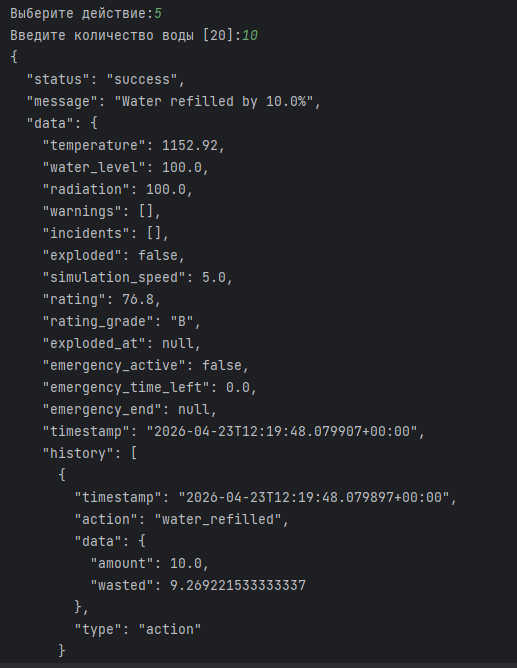 Выберите действие:5
Введите количество воды [20]:10
{
  "status": "success",
  "message": "Water refilled by 10.0%",
  "data": {
    "temperature": 1152.92,
    "water_level": 100.0,
    "radiation": 100.0,
    "warnings": [],
    "incidents": [],
    "exploded": false,
    "simulation_speed": 5.0,
    "rating": 76.8,
    "rating_grade": "B",
    "exploded_at": null,
    "emergency_active": false,
    "emergency_time_left": 0.0,
    "emergency_end": null,
    "timestamp": "2026-04-23T12:19:48.079907+00:00",
    "history": [
      {
        "timestamp": "2026-04-23T12:19:48.079897+00:00",
        "action": "water_refilled",
        "data": {
          "amount": 10.0,
          "wasted": 9.269221533333337
        },
        "type": "action"
      }